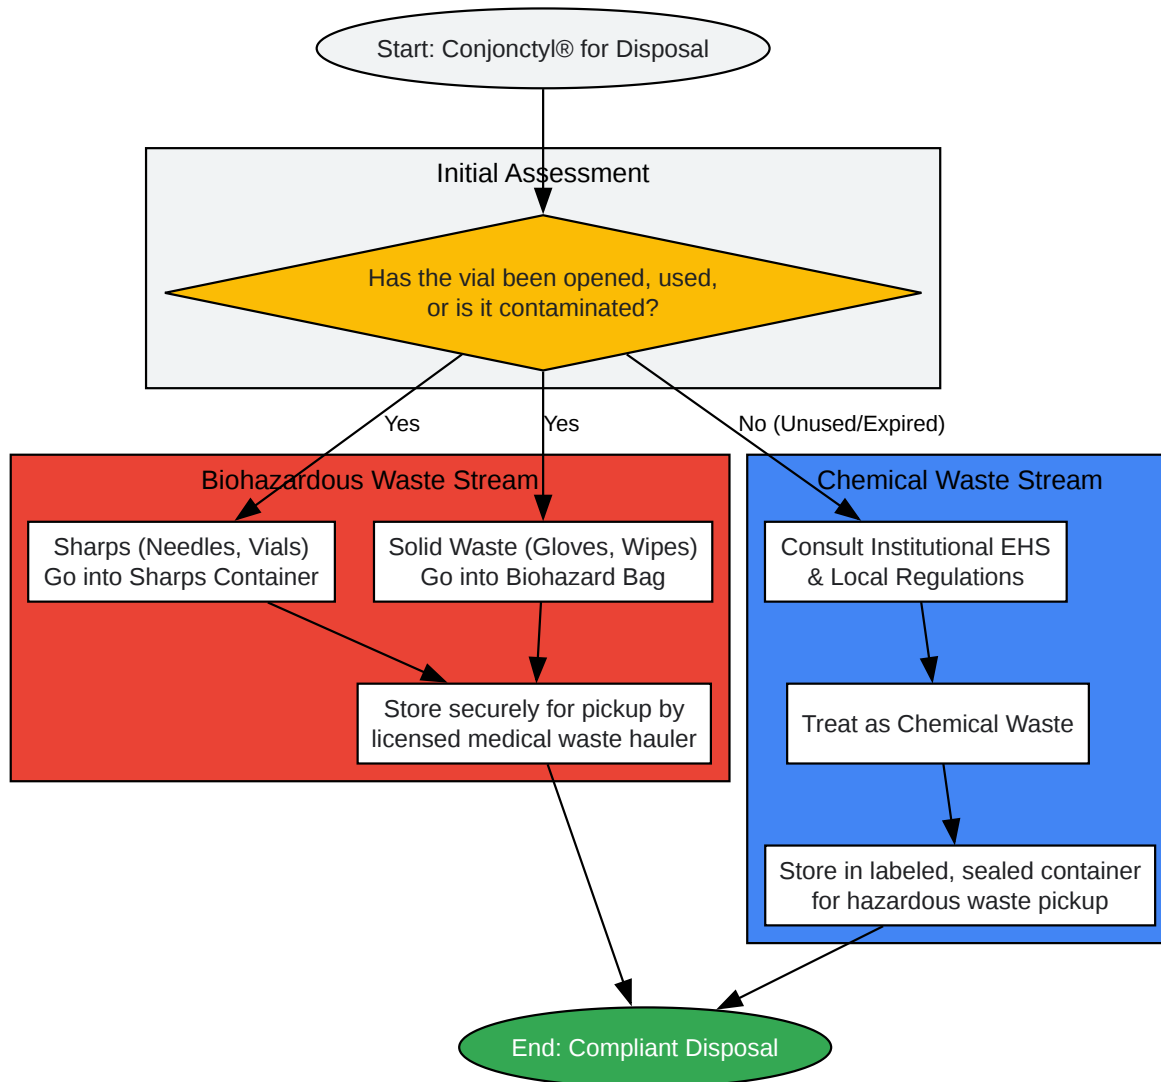 Start: Conjonctyl® for Disposal
Initial Assessment
Has the vial been opened, used,
or is it contaminated?
Yes
Yes
No (Unused/Expired)
Biohazardous Waste Stream
Sharps (Needles, Vials)
Go into Sharps Container
Solid Waste (Gloves, Wipes)
Go into Biohazard Bag
Store securely for pickup by
licensed medical waste hauler
Chemical Waste Stream
Consult Institutional EHS
& Local Regulations
Treat as Chemical Waste
Store in labeled, sealed container
for hazardous waste pickup
End: Compliant Disposal